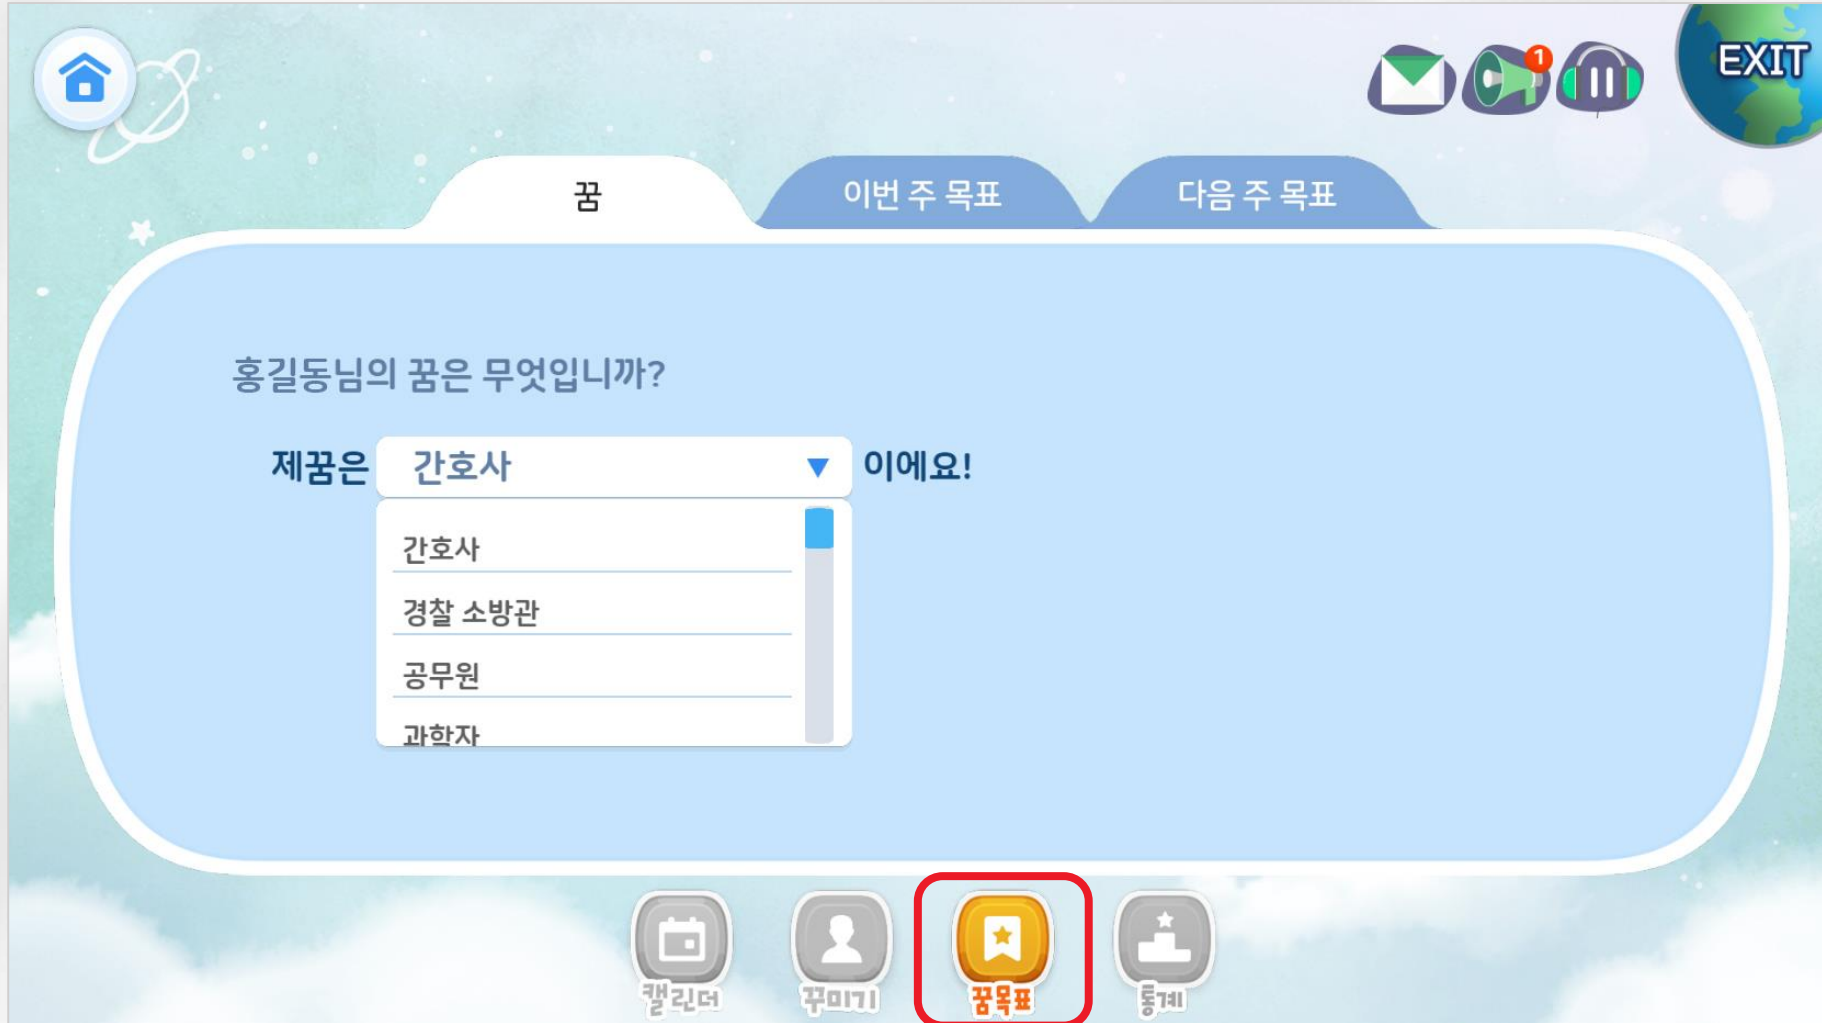 EXIT
1
꿈
이번 주 목표
다음 주 목표
홍길동님의 꿈은 무엇입니까?
제꿈은 간호사 이에요!
간호사
경찰 소방관
공무원
과학자
캘린더
꾸미기
꿈목표
통계